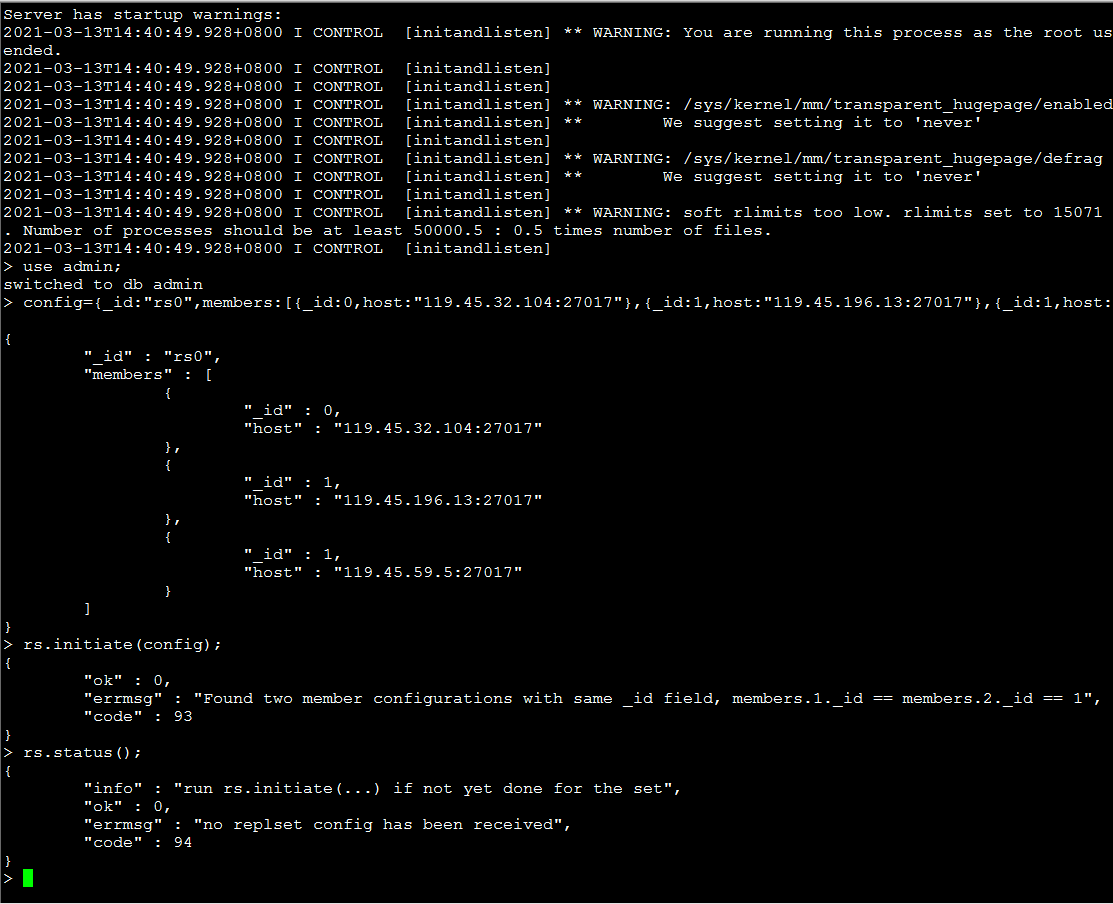 Server has startup warnings:
2021-03-13T14:40:49.928+0800 I CONTROL  [initandlisten] ** WARNING: You are running this process as the root us
ended.
2021-03-13T14:40:49.928+0800 I CONTROL  [initandlisten]
2021-03-13T14:40:49.928+0800 I CONTROL  [initandlisten]
2021-03-13T14:40:49.928+0800 I CONTROL  [initandlisten] ** WARNING: /sys/kernel/mm/transparent_hugepage/enabled
2021-03-13T14:40:49.928+0800 I CONTROL  [initandlisten] **        We suggest setting it to 'never'
2021-03-13T14:40:49.928+0800 I CONTROL  [initandlisten]
2021-03-13T14:40:49.928+0800 I CONTROL  [initandlisten] ** WARNING: /sys/kernel/mm/transparent_hugepage/defrag
2021-03-13T14:40:49.928+0800 I CONTROL  [initandlisten] **        We suggest setting it to 'never'
2021-03-13T14:40:49.928+0800 I CONTROL  [initandlisten]
2021-03-13T14:40:49.928+0800 I CONTROL  [initandlisten] ** WARNING: soft rlimits too low. rlimits set to 15071
. Number of processes should be at least 50000.5 : 0.5 times number of files.
2021-03-13T14:40:49.928+0800 I CONTROL  [initandlisten]
> use admin;
switched to db admin
> config={_id:"rs0",members:[{_id:0,host:"119.45.32.104:27017"},{_id:1,host:"119.45.196.13:27017"},{_id:1,host:
{
        "_id" : "rs0",
        "members" : [
                {
                        "_id" : 0,
                        "host" : "119.45.32.104:27017"
                },
                {
                        "_id" : 1,
                        "host" : "119.45.196.13:27017"
                },
                {
                        "_id" : 1,
                        "host" : "119.45.59.5:27017"
                }
        ]
}
> rs.initiate(config);
{
        "ok" : 0,
        "errmsg" : "Found two member configurations with same _id field, members.1._id == members.2._id == 1",
        "code" : 93
}
> rs.status();
{
        "info" : "run rs.initiate(...) if not yet done for the set",
        "ok" : 0,
        "errmsg" : "no replset config has been received",
        "code" : 94
}
>